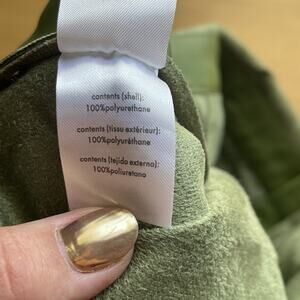 contents (shell):
100%polyurethane
contents (tissu extérieur):
100%polyuréthane
contents (tejido externo):
100%poliuretano